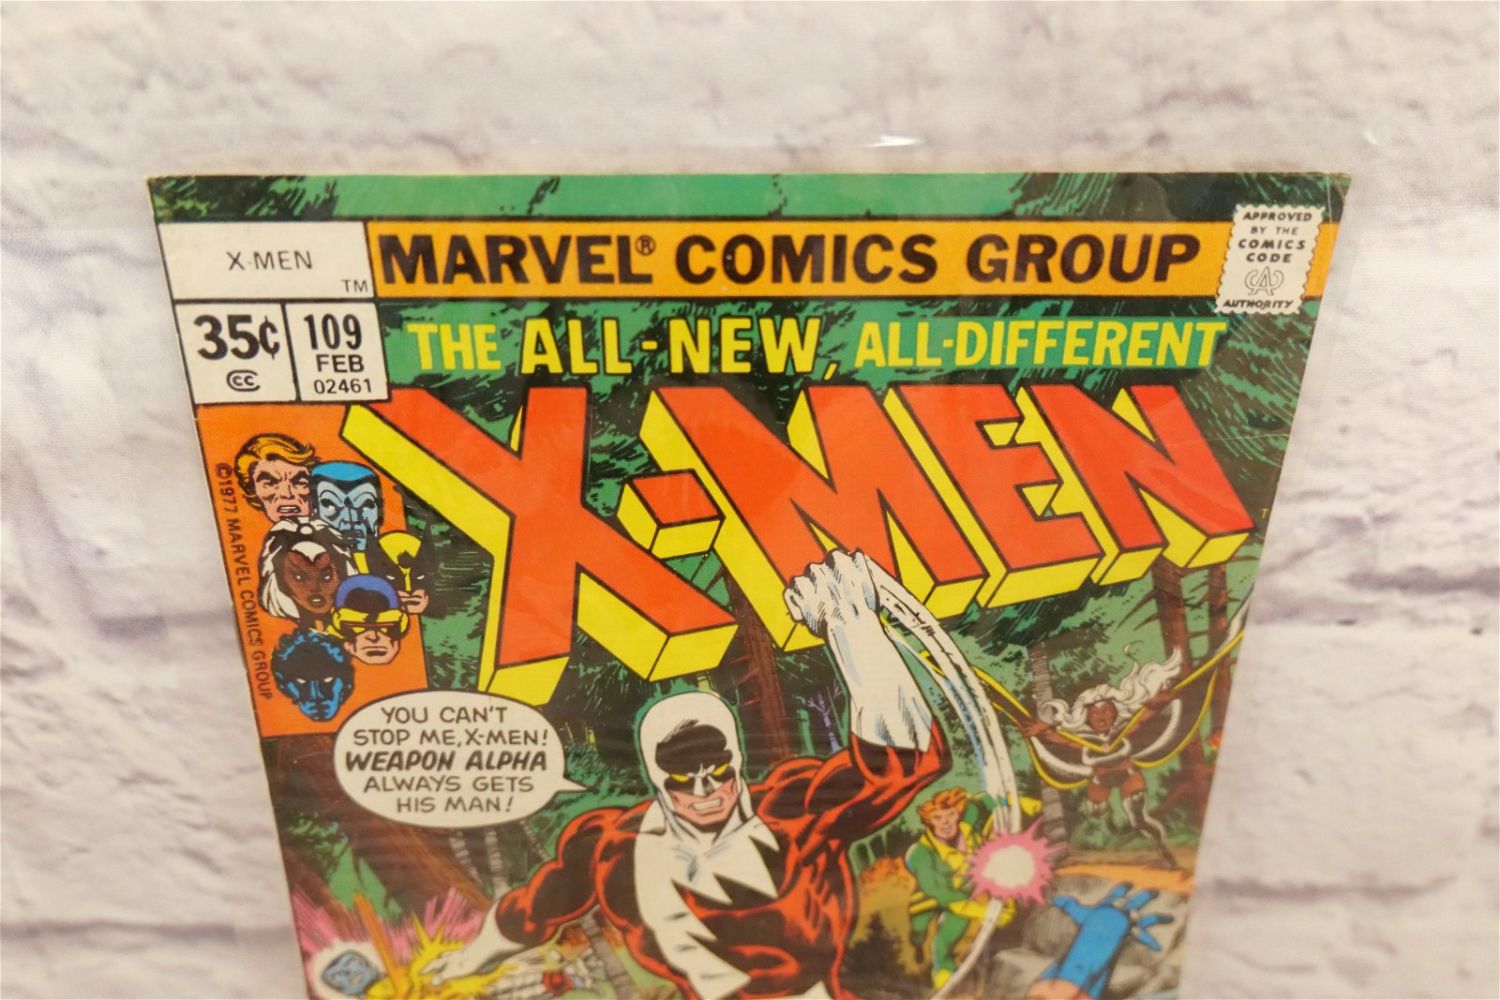 MARVEL® COMICS GROUP
X-MEN
TM
APPROVED
BY THE
COMICS
CODE
CA
AUTHORITY
35¢
CC
109
FEB
02461
THE ALL-NEW, ALL-DIFFERENT
X-MEN
T
©1977 MARVEL COMICS GROUP
YOU CAN'T
STOP ME, X-MEN!
WEAPON ALPHA
ALWAYS GETS
HIS MAN!